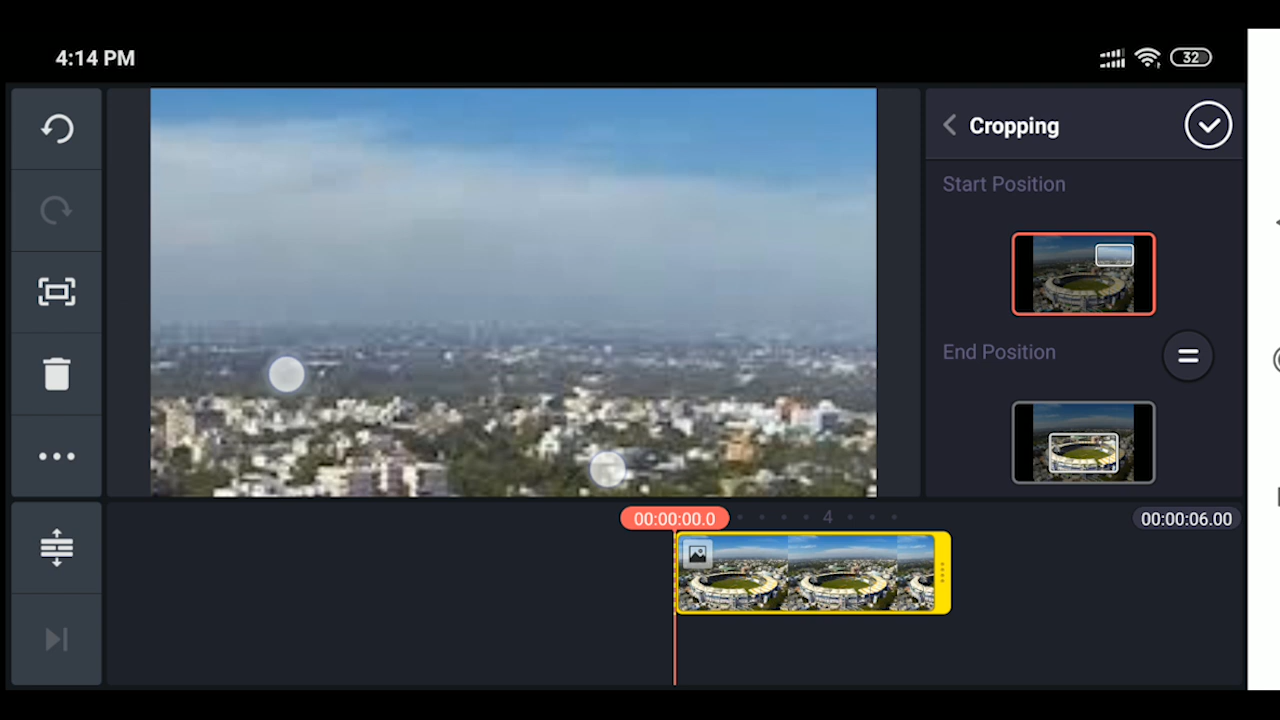 4:14 PM
32
Cropping
Start Position
End Position
00:00:00.0
4
00:00:06.00